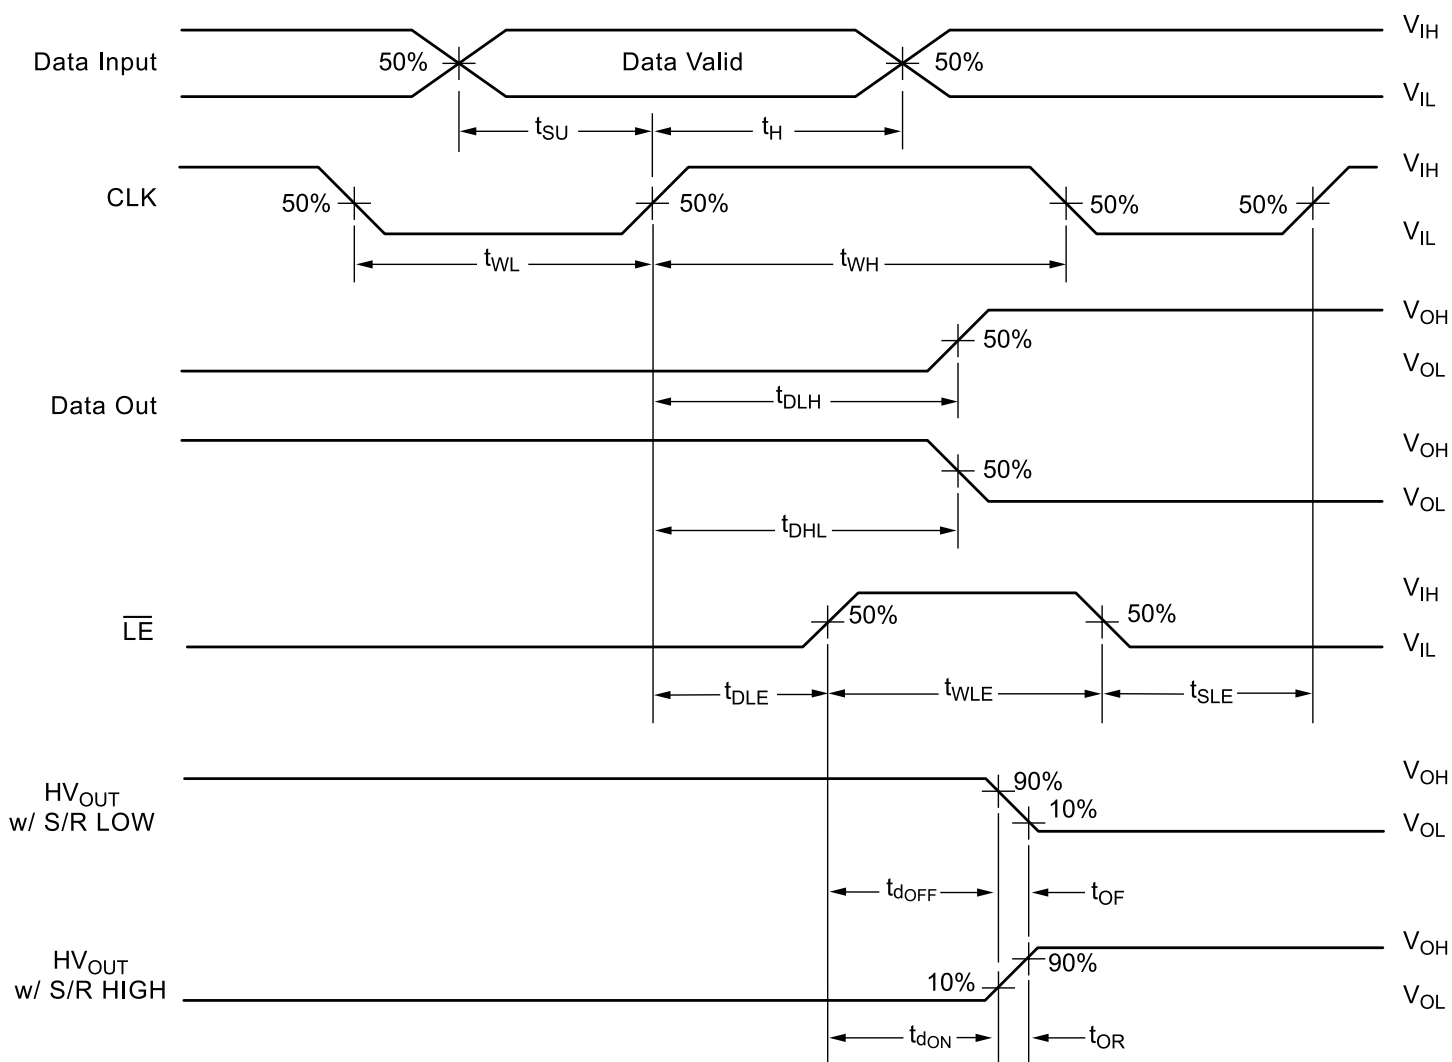 Data Input
50%
Data Valid
50%
VIH
VIL
tSU
tH
CLK
50%
50%
50%
50%
VIH
VIL
tWL
tWH
50%
VOH
VOL
Data Out
tDLH
50%
VOH
VOL
tDHL
LE
50%
50%
VIH
VIL
tDLE
tWLE
tSLE
HVOUT
w/ S/R LOW
90%
10%
VOH
VOL
tdOFF
tOF
HVOUT
w/ S/R HIGH
10%
90%
VOH
VOL
tdON
tOR